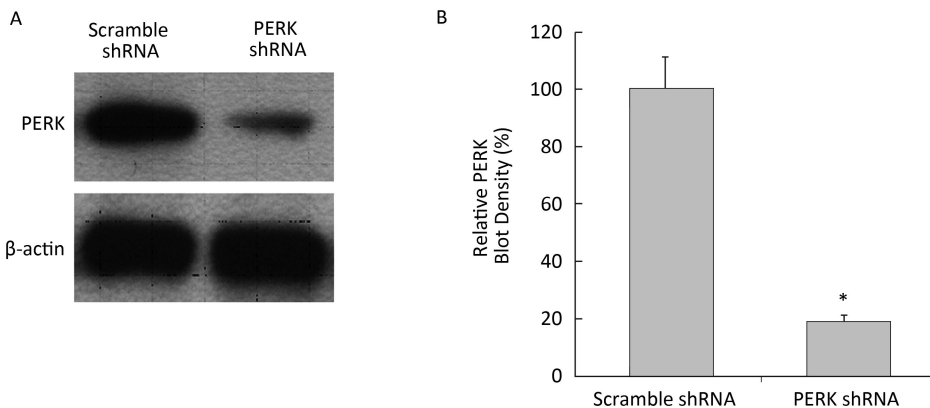 A
Scramble
shRNA
PERK
shRNA
PERK
β-actin
B
Relative PERK
Blot Density (%)
120
100
80
60
40
20
0
*
Scramble shRNA
PERK shRNA